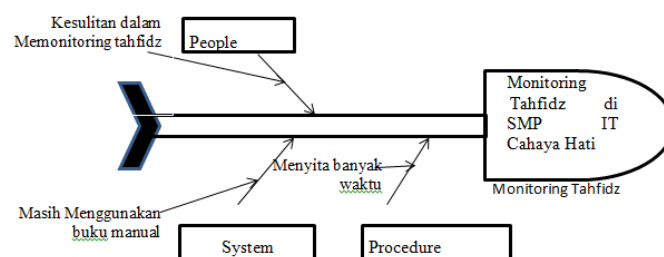 Kesulitan dalam
Memonitoring tahfidz
People
Monitoring
Tahfidz di
SMP IT
Cahaya Hati
Monitoring Tahfidz
Menyita banyak
waktu
Masih Menggunakan
buku manual
System
Procedure